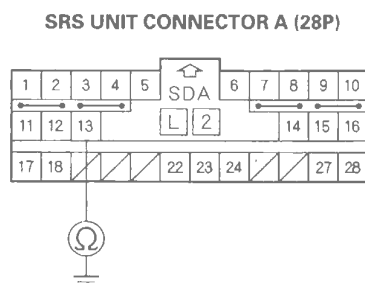 SRS UNIT CONNECTOR A (28P)
1 2 3 4 5 6 7 8 9 10
SDA
11 12 13 L 2 14 15 16
17 18 22 23 24 27 28
Ω